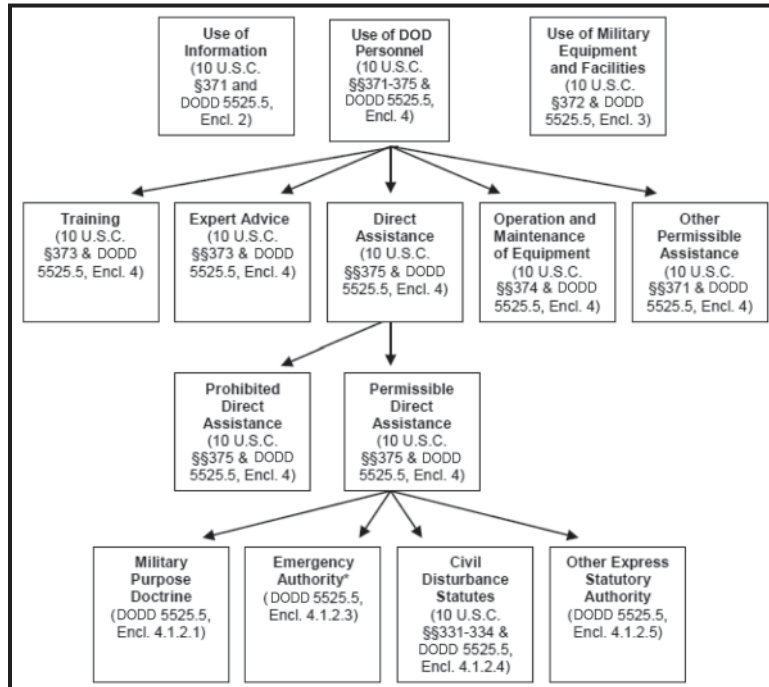 Use of
Information
(10 U.S.C.
§371 and
DODD 5525.5,
Encl. 2)
Use of DOD
Personnel
(10 U.S.C.
§§371-375 &
DODD 5525.5,
Encl. 4)
Use of Military
Equipment
and Facilities
(10 U.S.C.
§372 & DODD
5525.5, Encl. 3)
Training
(10 U.S.C.
§373 & DODD
5525.5, Encl. 4)
Expert Advice
(10 U.S.C.
§§373 & DODD
5525.5, Encl. 4)
Direct
Assistance
(10 U.S.C.
§§375 & DODD
5525.5, Encl. 4)
Operation and
Maintenance
of Equipment
(10 U.S.C.
§§374 & DODD
5525.5, Encl. 4)
Other
Permissible
Assistance
(10 U.S.C.
§§371 & DODD
5525.5, Encl. 4)
Prohibited
Direct
Assistance
(10 U.S.C.
§§375 & DODD
5525.5, Encl. 4)
Permissible
Direct
Assistance
(10 U.S.C.
§§375 & DODD
5525.5, Encl. 4)
Military
Purpose
Doctrine
(DODD 5525.5,
Encl. 4.1.2.1)
Emergency
Authority*
(DODD 5525.5,
Encl. 4.1.2.3)
Civil
Disturbance
Statutes
(10 U.S.C.
§§331-334 &
DODD 5525.5,
Encl. 4.1.2.4)
Other Express
Statutory
Authority
(DODD 5525.5,
Encl. 4.1.2.5)